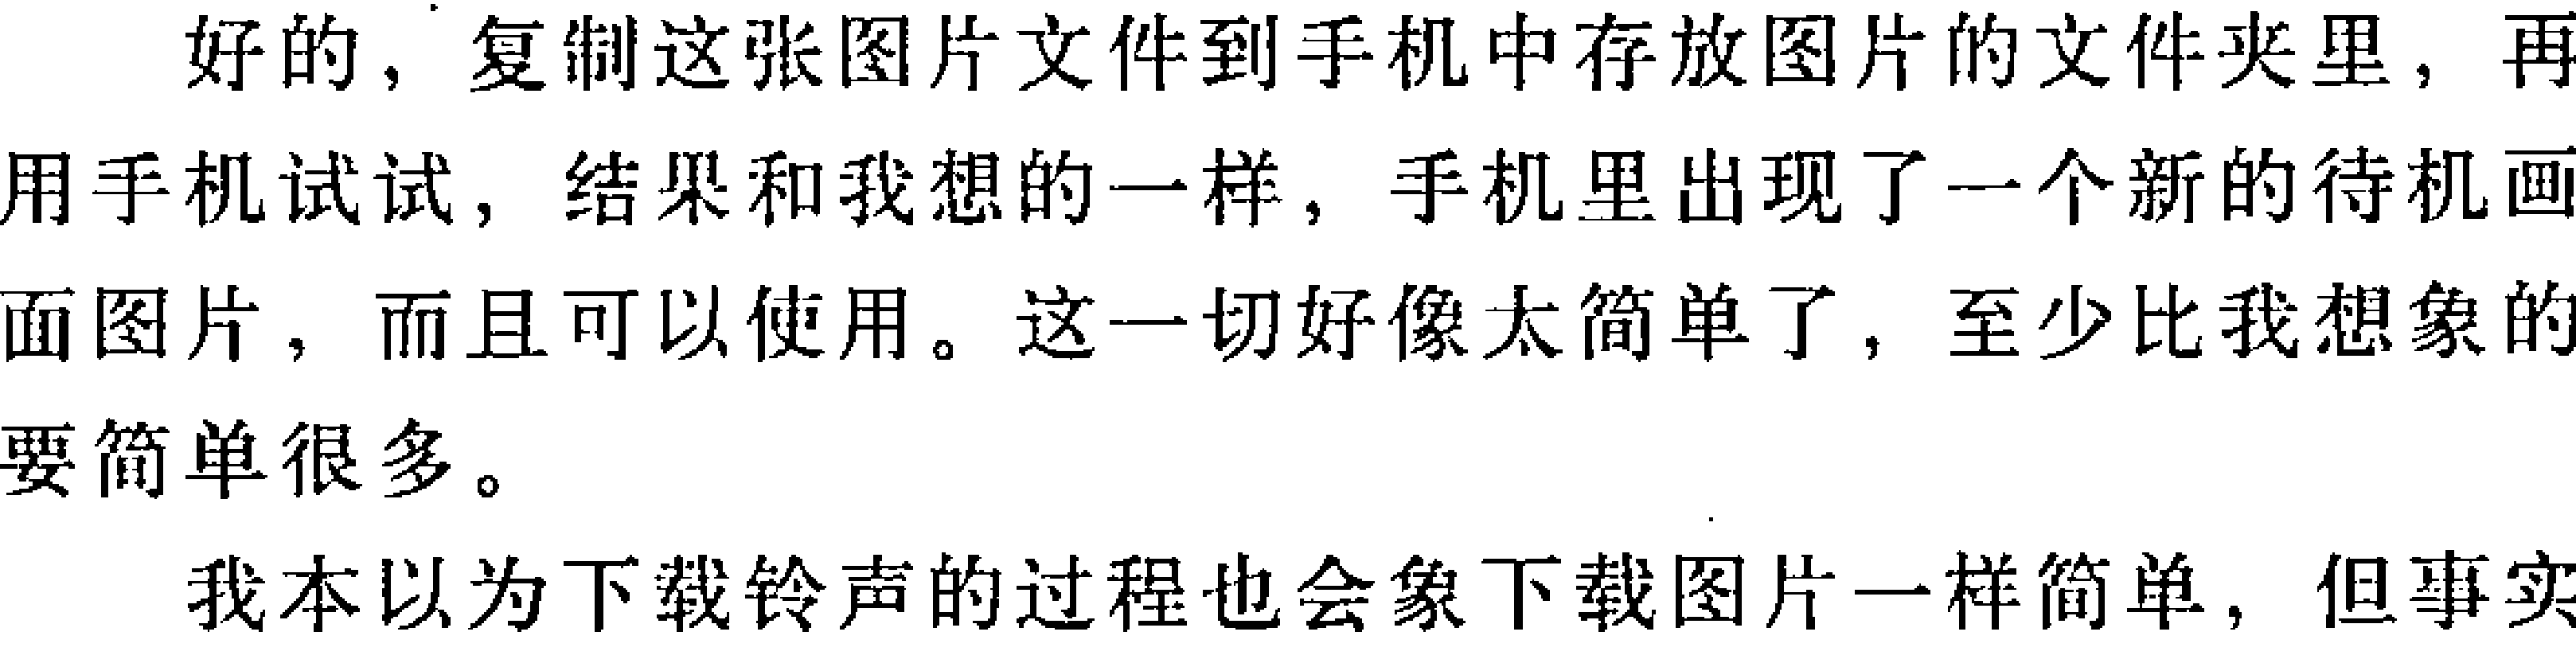 好的，复制这张图片文件到手机中存放图片的文件夹里，再
用手机试试，结果和我想的一样，手机里出现了一个新的待机画
面图片，而且可以使用。这一切好像太简单了，至少比我想象的
要简单很多。
我本以为下载铃声的过程也会象下载图片一样简单，但事实